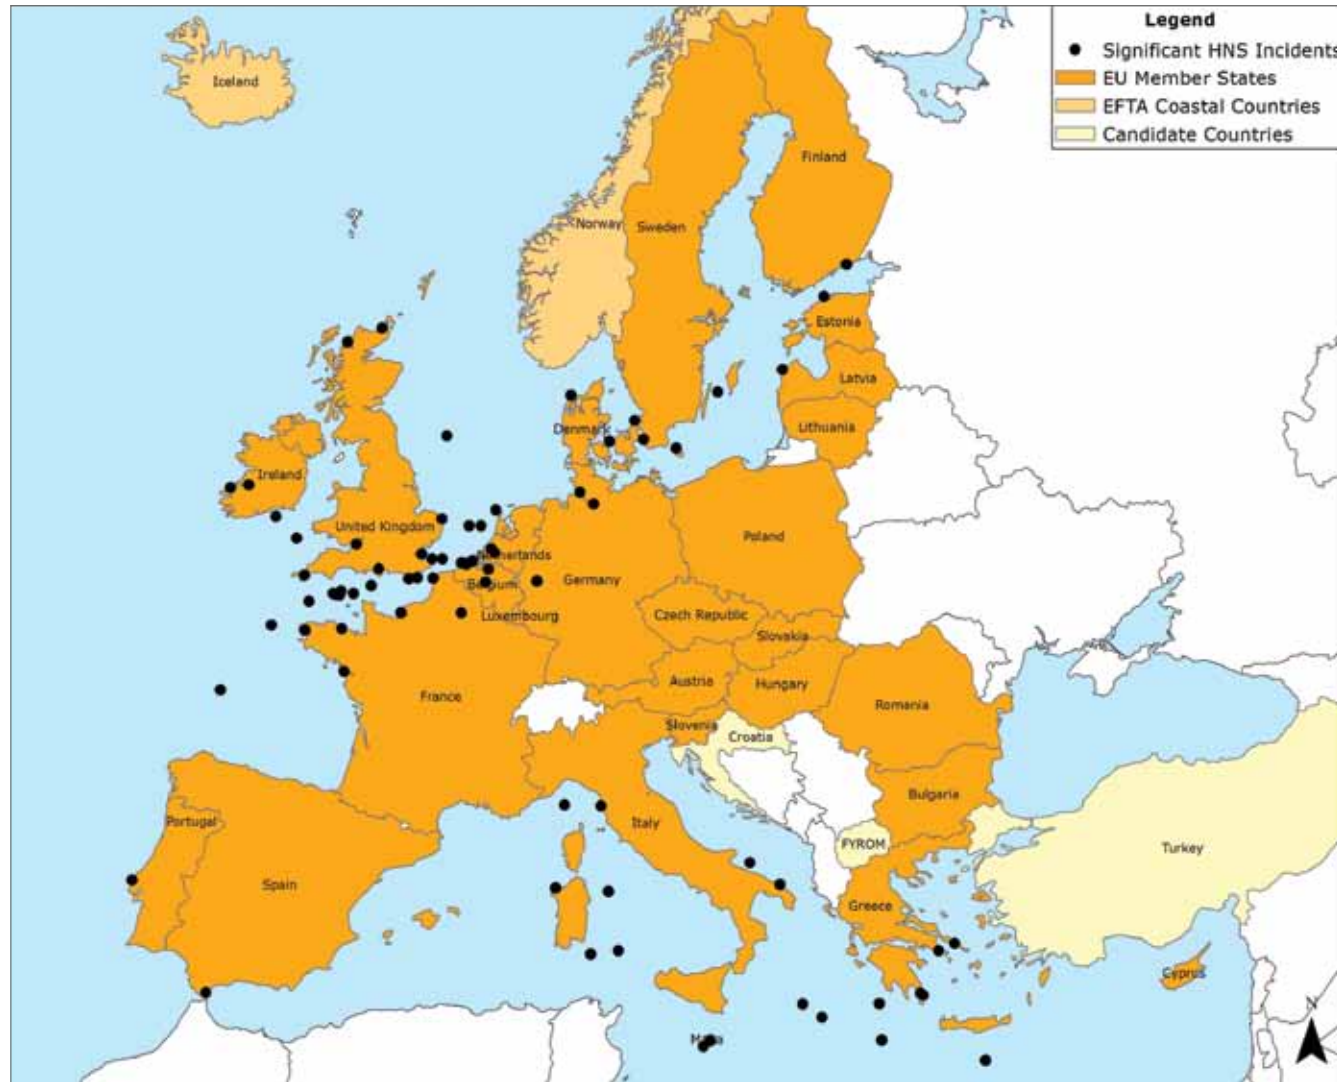 Legend
Significant HNS Incidents
EU Member States
EFTA Coastal Countries
Candidate Countries
Iceland
Finland
Norway
Sweden
Estonia
Latvia
Denmark
Lithuania
Ireland
United Kingdom
Poland
Netherlands
Germany
Belgium
Luxembourg
Czech Republic
Slovakia
Austria
Hungary
France
Romania
Slovenia
Croatia
Bulgaria
Portugal
Italy
FYROM
Turkey
Spain
Greece
Cyprus
N
Malta